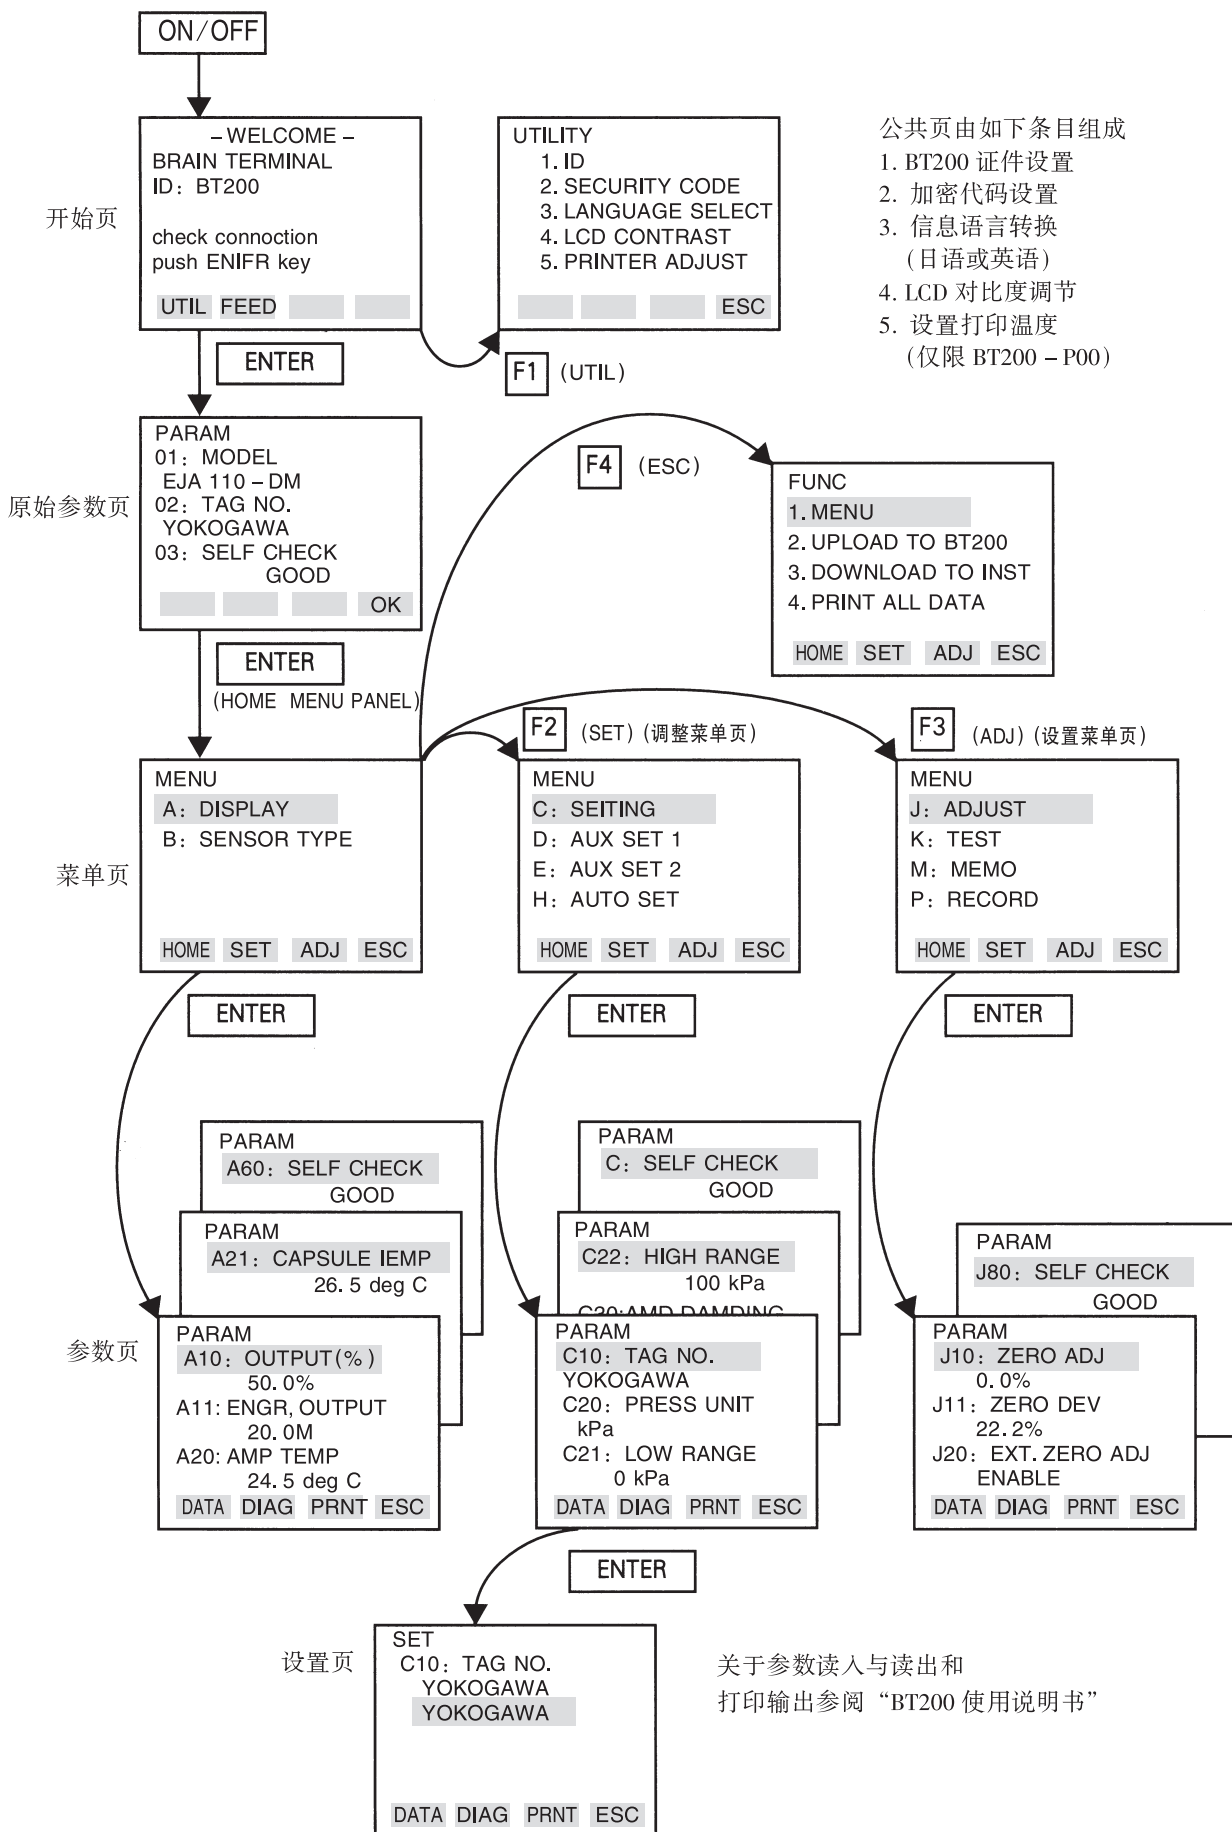 ON/OFF
开始页
–WELCOME–
BRAIN TERMINAL
ID: BT200
check connoction
push ENIFR key
UTIL FEED
UTILITY
1. ID
2. SECURITY CODE
3. LANGUAGE SELECT
4. LCD CONTRAST
5. PRINTER ADJUST
ESC
公共页由如下条目组成
1. BT200 证件设置
2. 加密代码设置
3. 信息语言转换
(日语或英语)
4. LCD 对比度调节
5. 设置打印温度
(仅限 BT200－P00)
ENTER
F1 (UTIL)
原始参数页
PARAM
01: MODEL
EJA 110－DM
02: TAG NO.
YOKOGAWA
03: SELF CHECK
GOOD
OK
F4 (ESC)
FUNC
1. MENU
2. UPLOAD TO BT200
3. DOWNLOAD TO INST
4. PRINT ALL DATA
HOME SET ADJ ESC
ENTER
(HOME MENU PANEL)
F2 (SET) (调整菜单页)
F3 (ADJ) (设置菜单页)
菜单页
MENU
A: DISPLAY
B: SENSOR TYPE
HOME SET ADJ ESC
MENU
C: SEITING
D: AUX SET 1
E: AUX SET 2
H: AUTO SET
HOME SET ADJ ESC
MENU
J: ADJUST
K: TEST
M: MEMO
P: RECORD
HOME SET ADJ ESC
ENTER
ENTER
ENTER
参数页
PARAM
A60: SELF CHECK
GOOD
PARAM
A21: CAPSULE IEMP
26.5 deg C
PARAM
A10: OUTPUT(%)
50.0%
A11: ENGR, OUTPUT
20.0M
A20: AMP TEMP
24.5 deg C
DATA DIAG PRNT ESC
PARAM
C: SELF CHECK
GOOD
PARAM
C22: HIGH RANGE
100 kPa
C30:AMD DAMDING
PARAM
C10: TAG NO.
YOKOGAWA
C20: PRESS UNIT
kPa
C21: LOW RANGE
0 kPa
DATA DIAG PRNT ESC
PARAM
J80: SELF CHECK
GOOD
PARAM
J10: ZERO ADJ
0.0%
J11: ZERO DEV
22.2%
J20: EXT. ZERO ADJ
ENABLE
DATA DIAG PRNT ESC
ENTER
设置页
SET
C10: TAG NO.
YOKOGAWA
YOKOGAWA
DATA DIAG PRNT ESC
关于参数读入与读出和
打印输出参阅“BT200 使用说明书”